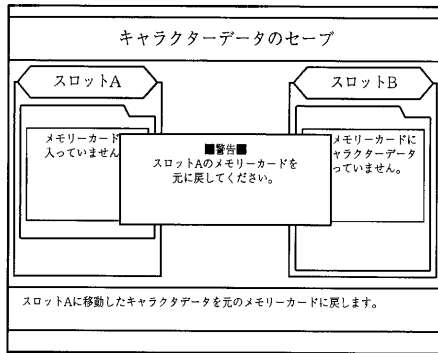 キャラクターデータのセーブ
スロットA
スロットB
メモリーカード
入っていません
■警告■
スロットAのメモリーカードを
元に戻してください。
メモリーカードに
ャラクターデータ
っていません。
スロットAに移動したキャラクタデータを元のメモリーカードに戻します。